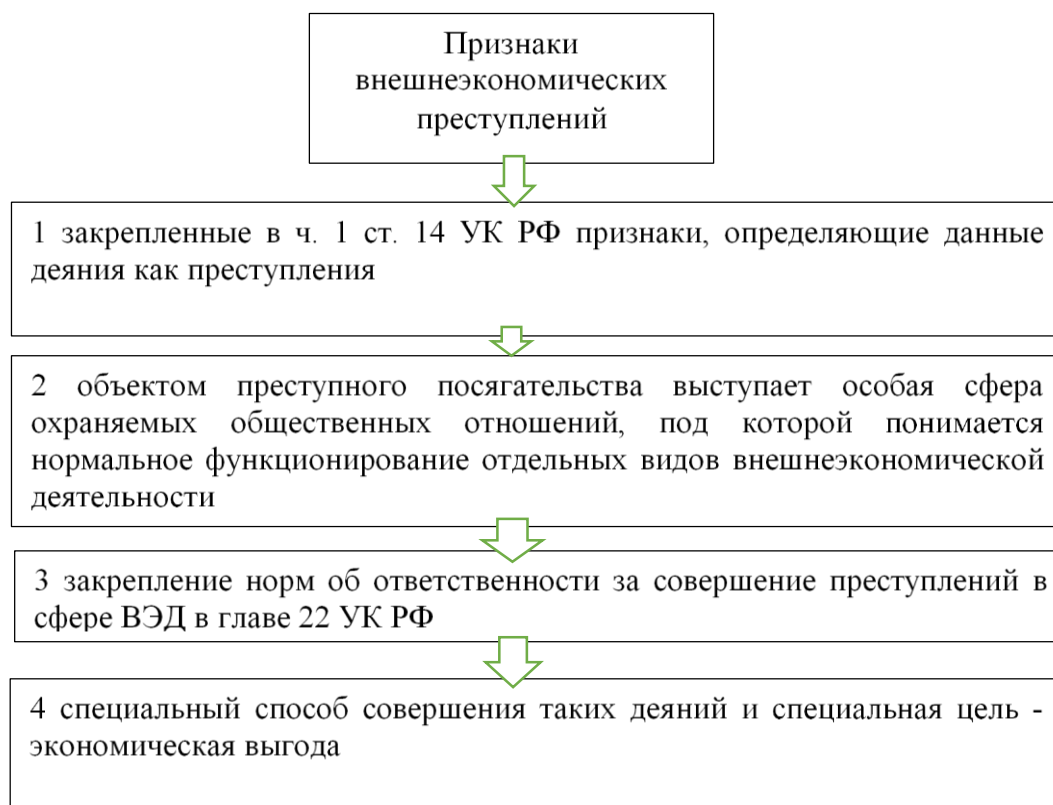 Признаки
внешнеэкономических
преступлений
1 закрепленные в ч. 1 ст. 14 УК РФ признаки, определяющие данные
деяния как преступления
2 объектом преступного посягательства выступает особая сфера
охраняемых общественных отношений, под которой понимается
нормальное функционирование отдельных видов внешнеэкономической
деятельности
3 закрепление норм об ответственности за совершение преступлений в
сфере ВЭД в главе 22 УК РФ
4 специальный способ совершения таких деяний и специальная цель -
экономическая выгода